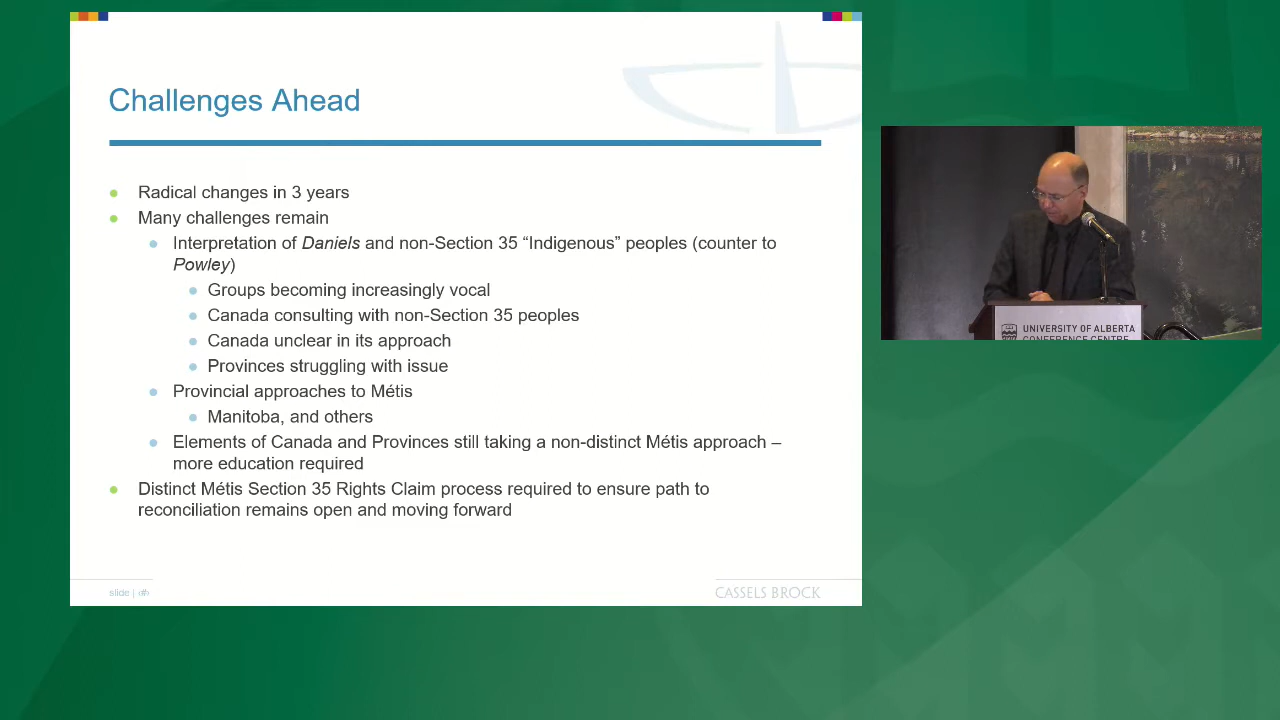 Challenges Ahead
Radical changes in 3 years
Many challenges remain
Interpretation of Daniels and non-Section 35 “Indigenous” peoples (counter to
Powley)
Groups becoming increasingly vocal
Canada consulting with non-Section 35 peoples
Canada unclear in its approach
Provinces struggling with issue
Provincial approaches to Métis
Manitoba, and others
Elements of Canada and Provinces still taking a non-distinct Métis approach –
more education required
Distinct Métis Section 35 Rights Claim process required to ensure path to
reconciliation remains open and moving forward
slide | ‹#›
CASSELS BROCK
UNIVERSITY OF ALBERTA
CONFERENCE CENTRE